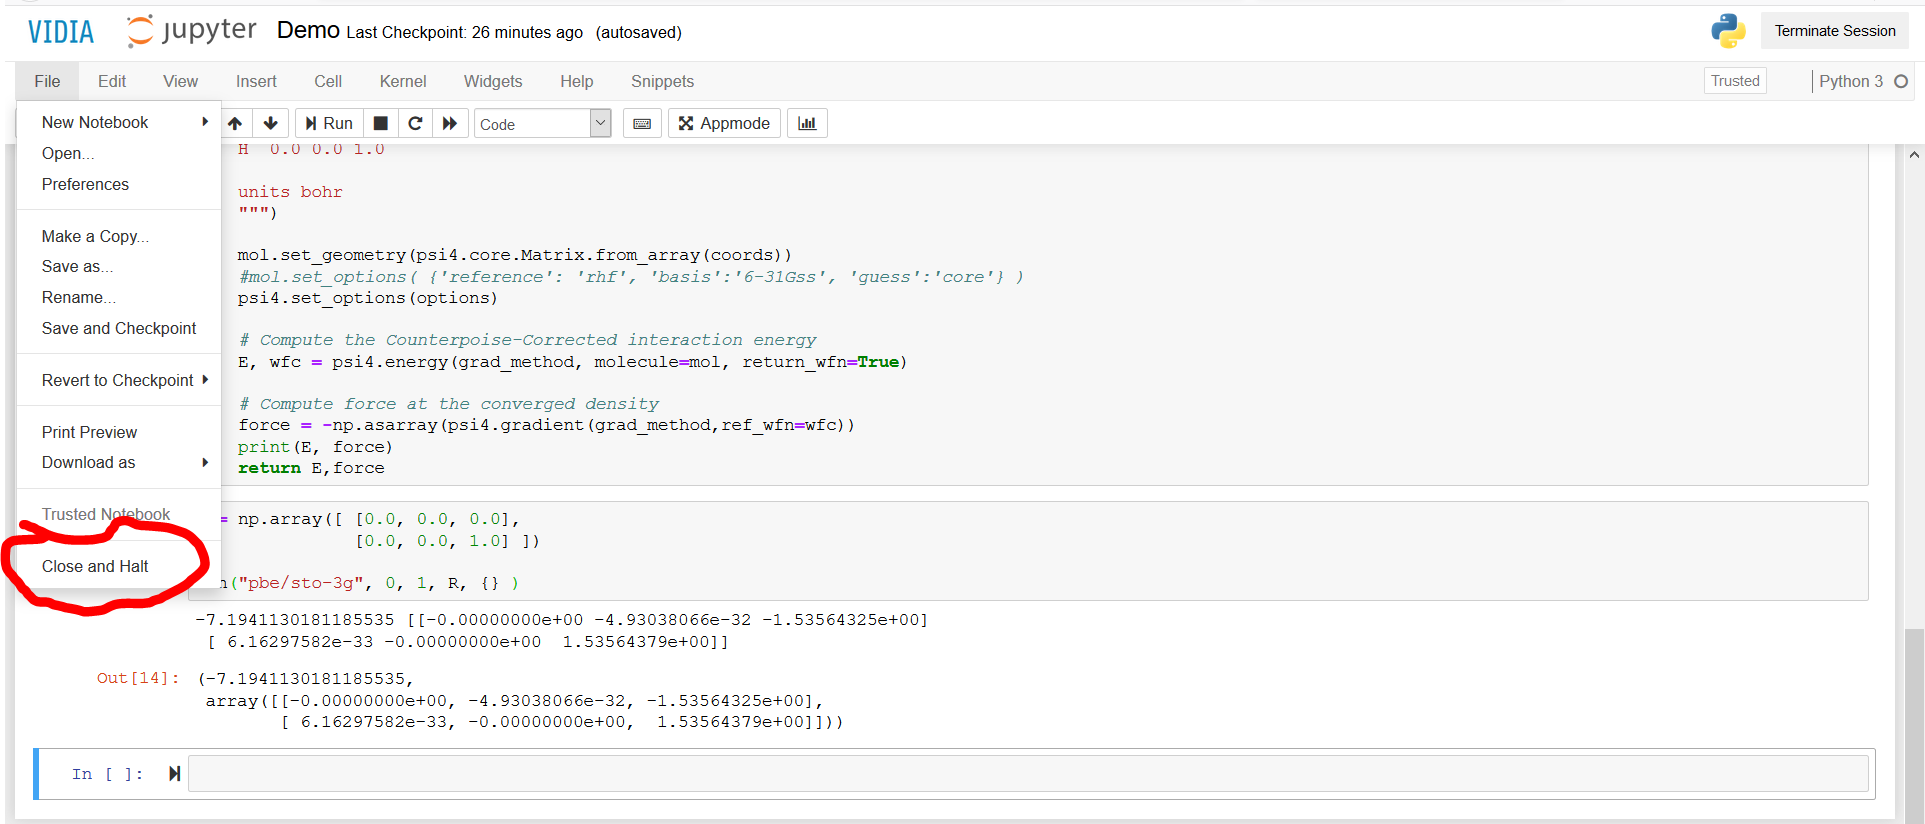 VIDIA jupyter Demo Last Checkpoint: 26 minutes ago (autosaved) Terminate Session
File Edit View Insert Cell Kernel Widgets Help Snippets Trusted Python 3
Run Code Appmode
New Notebook
Open...
Preferences
Make a Copy...
Save as...
Rename...
Save and Checkpoint
Revert to Checkpoint
Print Preview
Download as
Trusted Notebook
Close and Halt
H  0.0 0.0 1.0
units bohr
""")
mol.set_geometry(psi4.core.Matrix.from_array(coords))
#mol.set_options( {'reference': 'rhf', 'basis':'6-31Gss', 'guess':'core'} )
psi4.set_options(options)
# Compute the Counterpoise-Corrected interaction energy
E, wfc = psi4.energy(grad_method, molecule=mol, return_wfn=True)
# Compute force at the converged density
force = -np.asarray(psi4.gradient(grad_method,ref_wfn=wfc))
print(E, force)
return E,force
= np.array([ [0.0, 0.0, 0.0],
[0.0, 0.0, 1.0] ])
("pbe/sto-3g", 0, 1, R, {} )
-7.1941130181185535 [[-0.00000000e+00 -4.93038066e-32 -1.53564325e+00]
[ 6.16297582e-33 -0.00000000e+00  1.53564379e+00]]
Out[14]: (-7.1941130181185535,
array([[-0.00000000e+00, -4.93038066e-32, -1.53564325e+00],
[ 6.16297582e-33, -0.00000000e+00,  1.53564379e+00]]))
In [ ]: